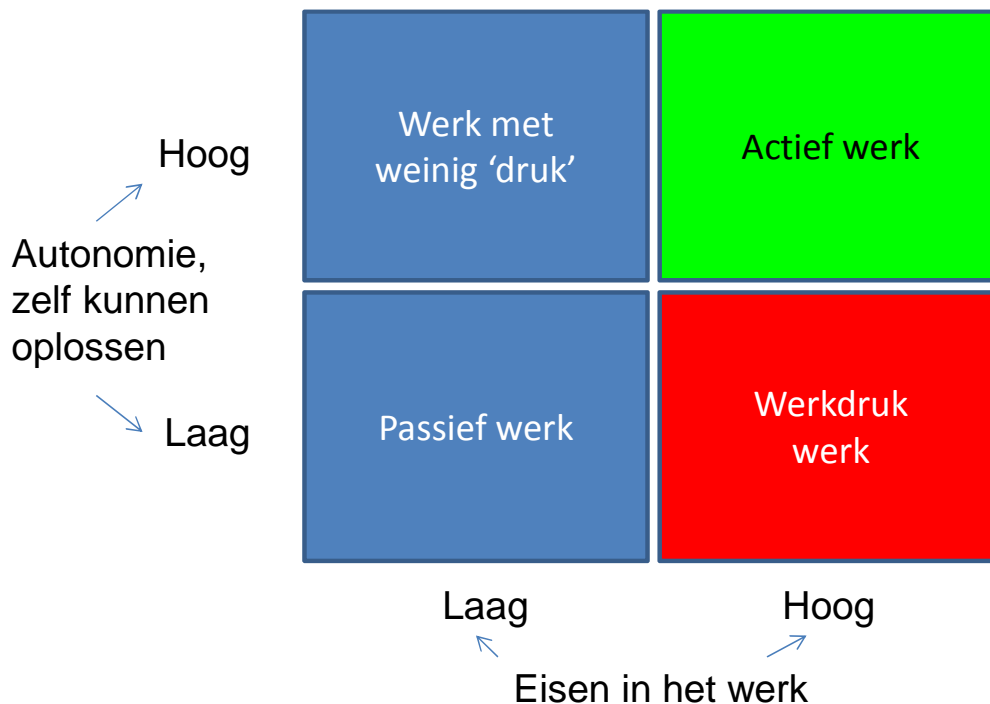 Werk met
weinig ‘druk’
Actief werk
Hoog
Autonomie,
zelf kunnen
oplossen
Laag
Passief werk
Werkdruk
werk
Laag
Hoog
Eisen in het werk